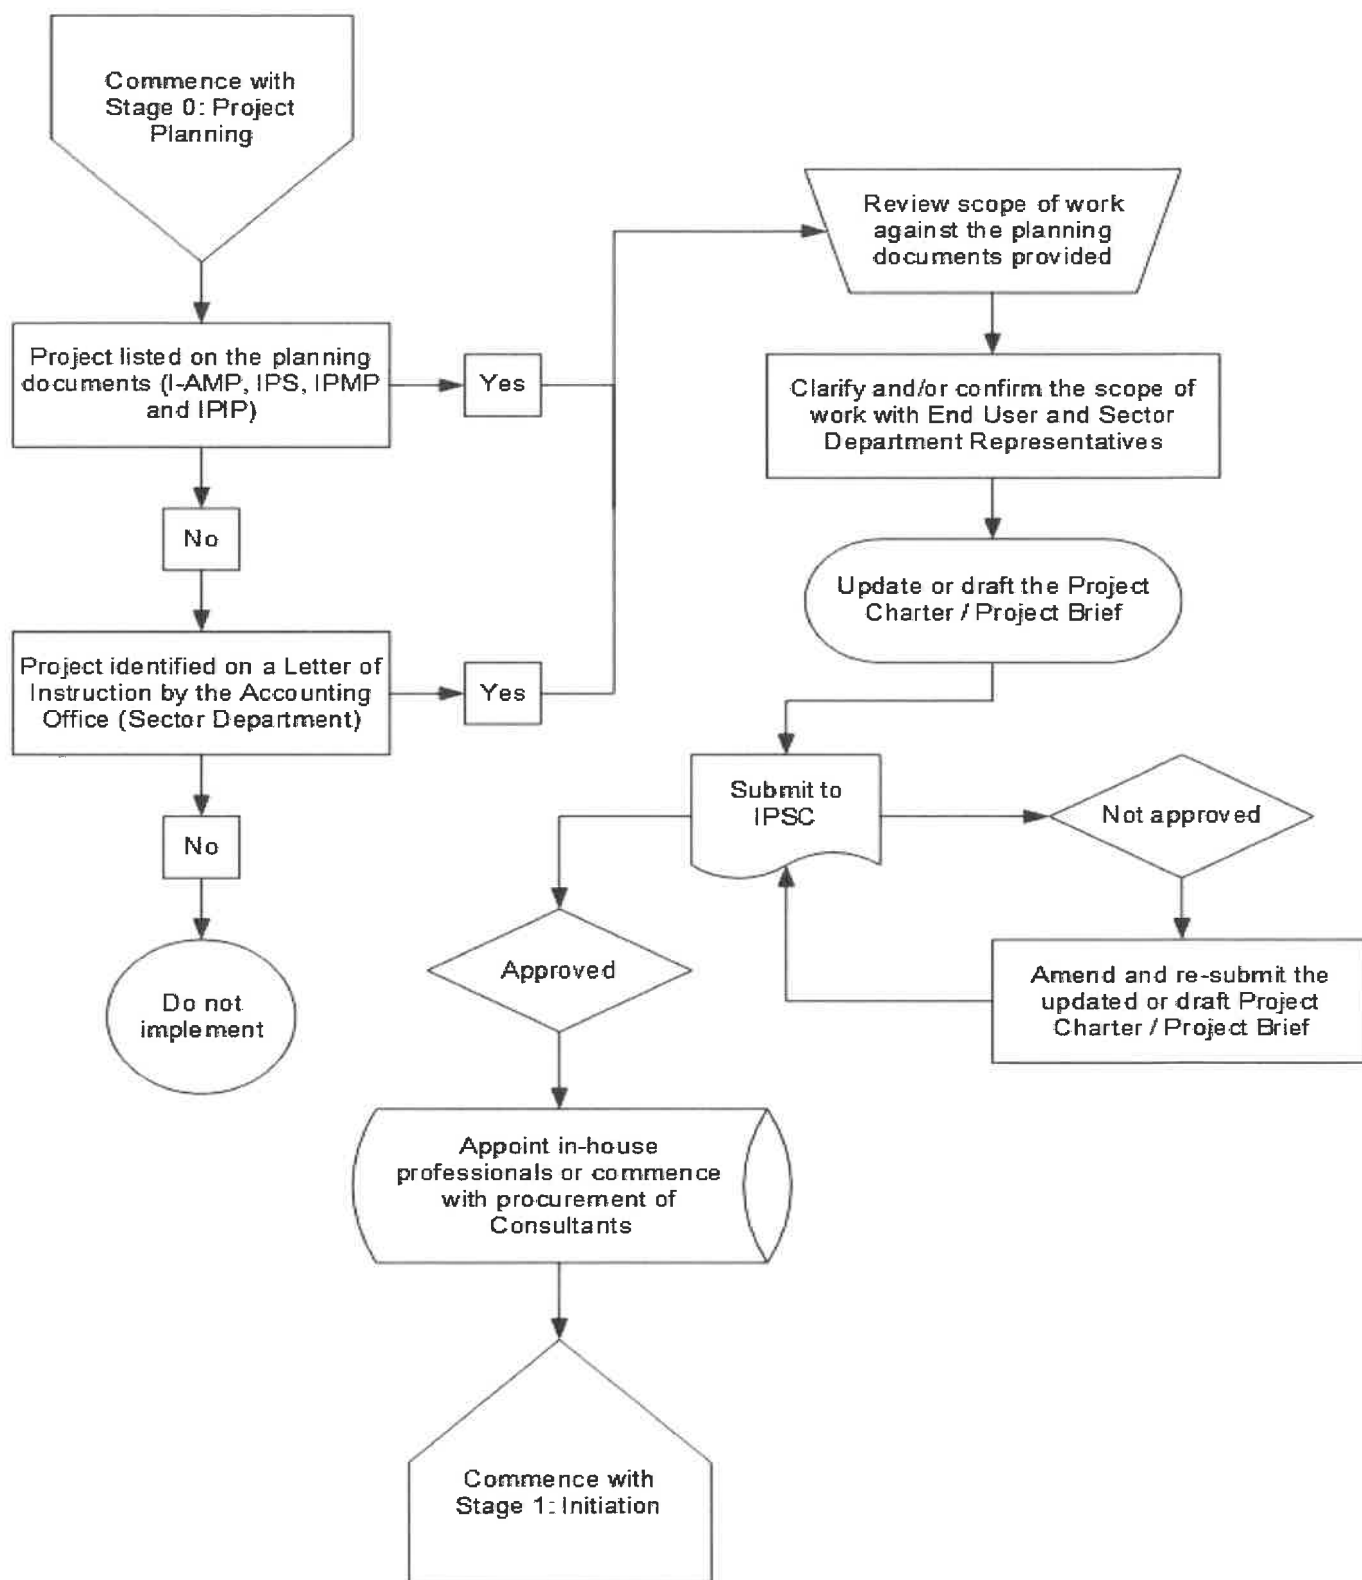 Commence with
Stage 0: Project
Planning
Project listed on the planning
documents (I-AMP, IPS, IPMP
and IPIP)
Yes
No
Project identified on a Letter of
Instruction by the Accounting
Office (Sector Department)
Yes
No
Do not
implement
Review scope of work
against the planning
documents provided
Clarify and/or confirm the scope of
work with End User and Sector
Department Representatives
Update or draft the Project
Charter / Project Brief
Submit to
IPSC
Not approved
Amend and re-submit the
updated or draft Project
Charter / Project Brief
Approved
Appoint in-house
professionals or commence
with procurement of
Consultants
Commence with
Stage 1: Initiation